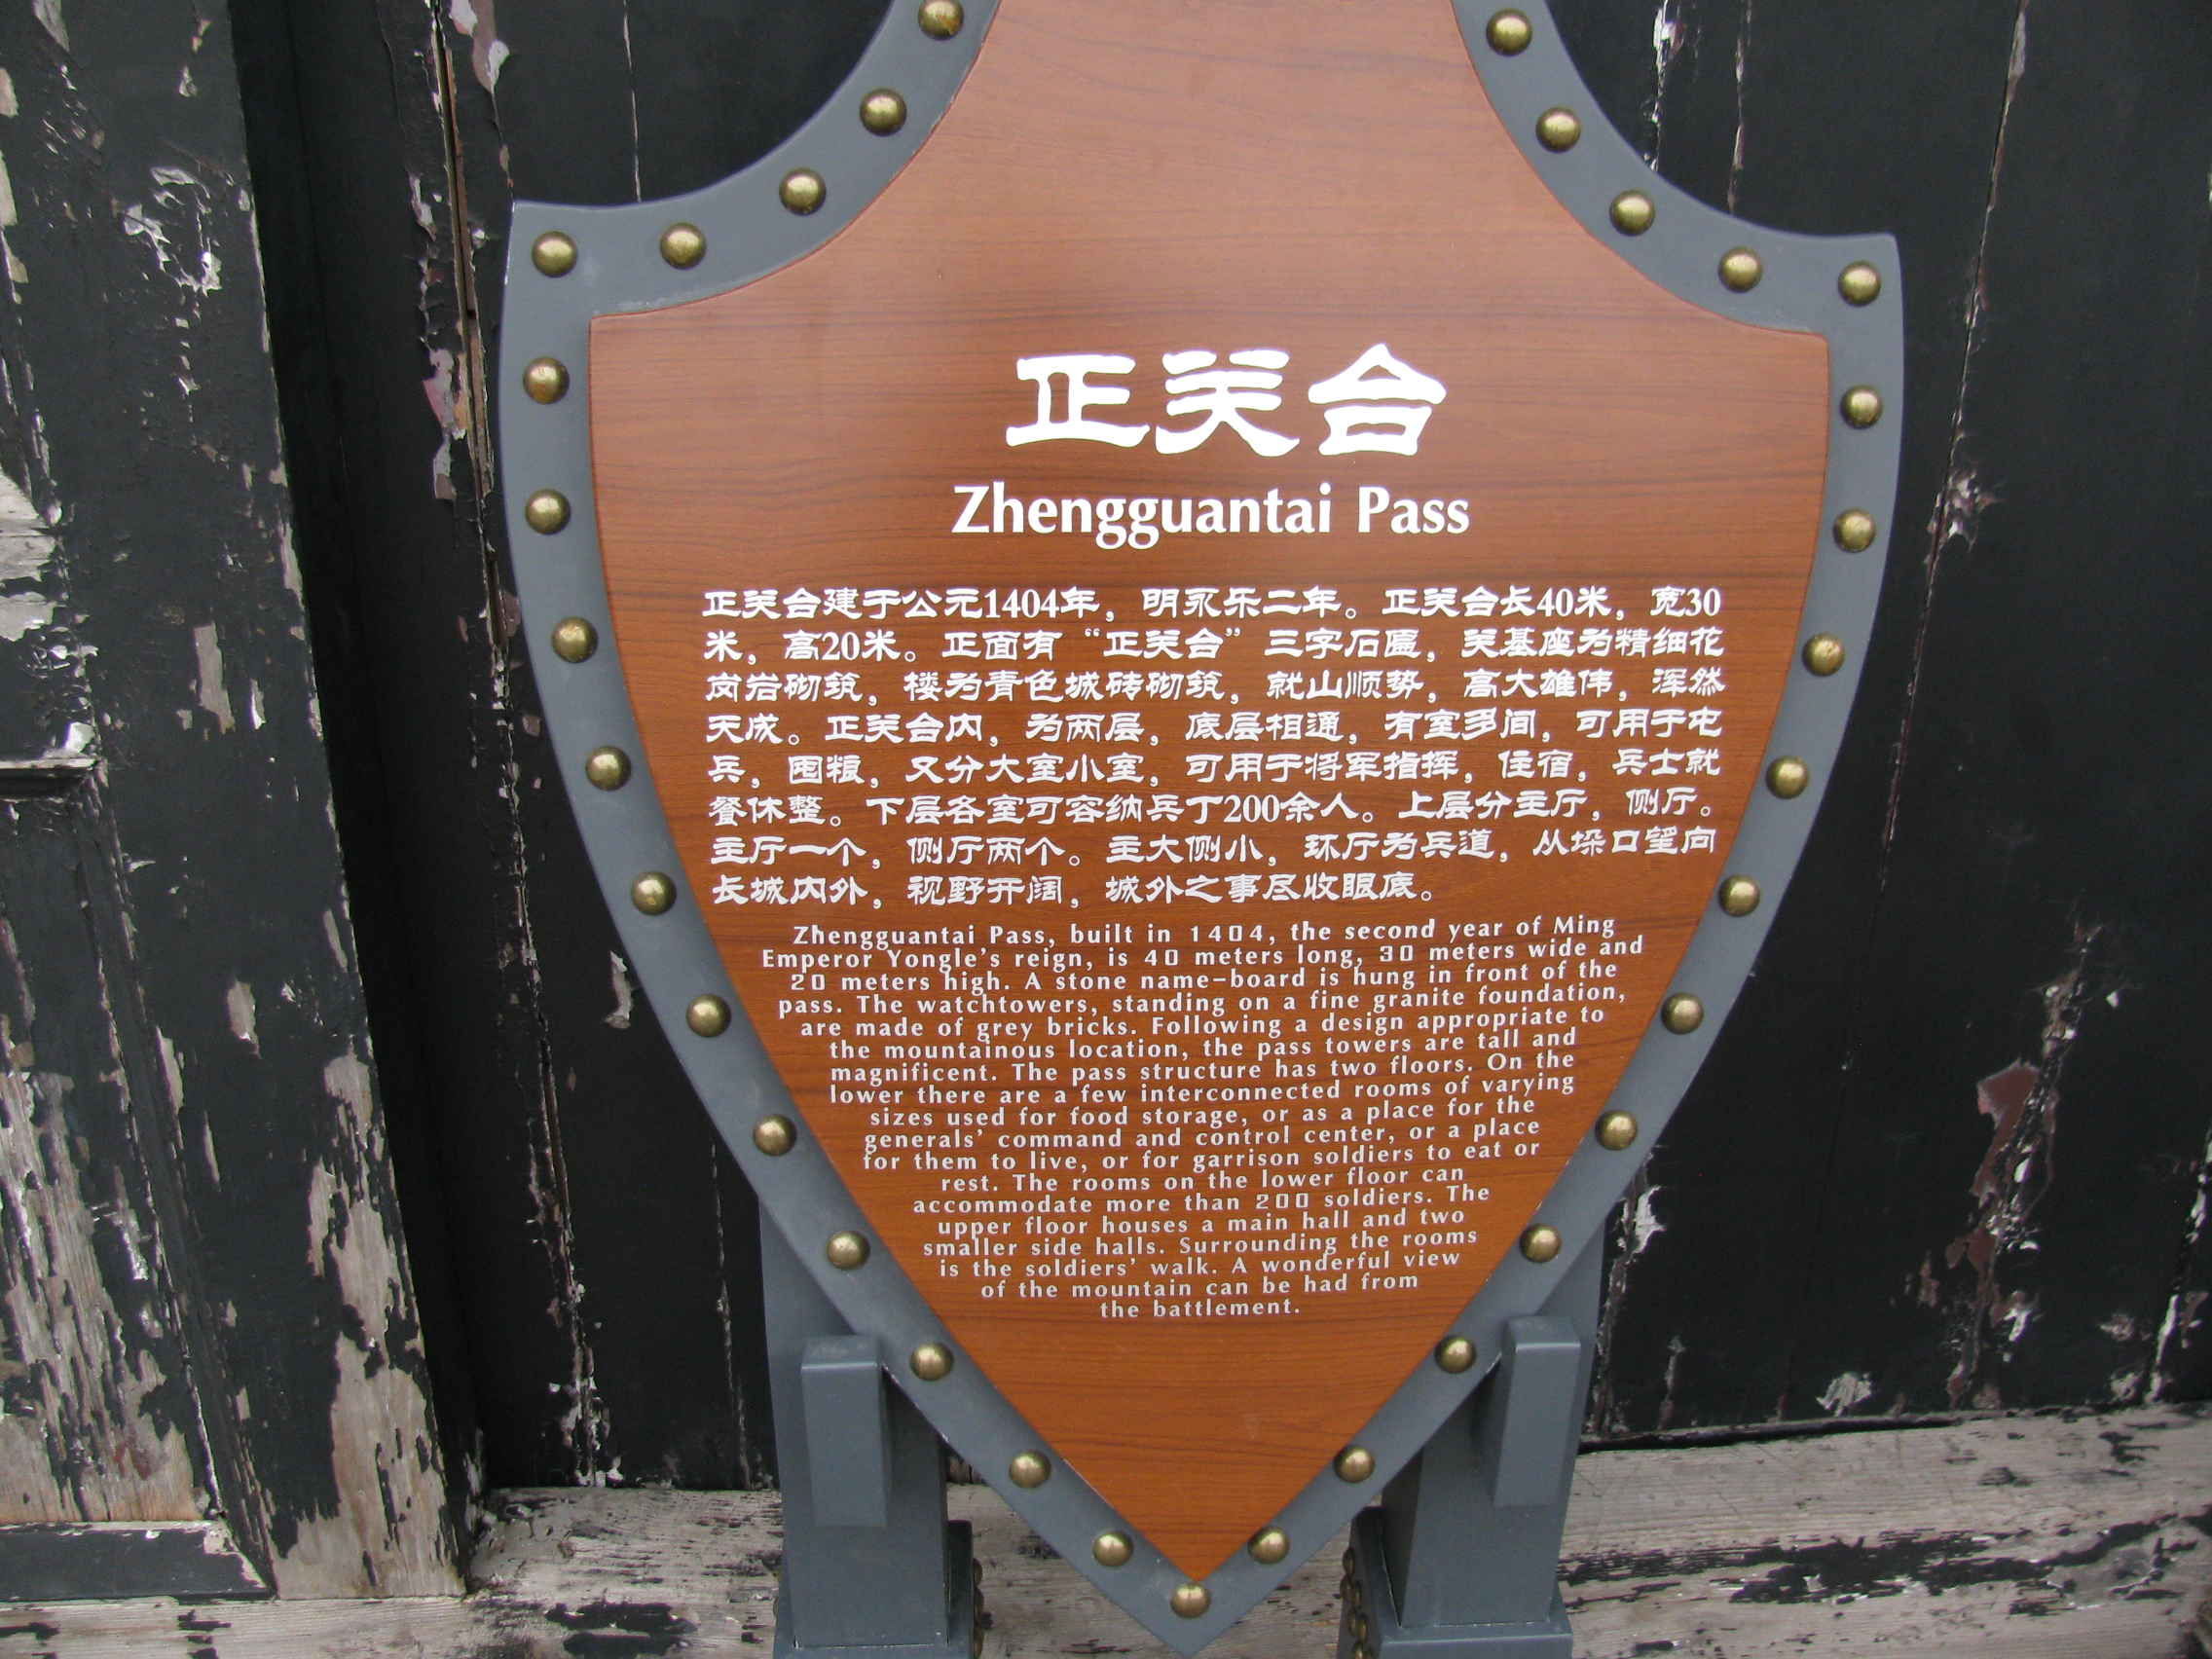 正关台
Zhengguantai Pass
正关台建于公元1404年，明永乐二年。正关台长40米，宽30
米，高20米。正面有“正关台”三字石匾，关基座为精细花
岗岩砌筑，楼为青色城砖砌筑，就山顺势，高大雄伟，浑然
天成。正关台内，为两层，底层相通，有室多间，可用于屯
兵，囤粮，又分大室小室，可用于将军指挥，住宿，兵士就
餐休整。下层各室可容纳兵丁200余人。上层分主厅，侧厅。
主厅一个，侧厅两个。主大侧小，环厅为兵道，从垛口望向
长城内外，视野开阔，城外之事尽收眼底。
Zhengguantai Pass, built in 1404, the second year of Ming
Emperor Yongle's reign, is 40 meters long, 30 meters wide and
20 meters high. A stone name-board is hung in front of the
pass. The watchtowers, standing on a fine granite foundation,
are made of grey bricks. Following a design appropriate to
the mountainous location, the pass towers are tall and
magnificent. The pass structure has two floors. On the
lower there are a few interconnected rooms of varying
sizes used for food storage, or as a place for the
generals' command and control center, or a place
for them to live, or for garrison soldiers to eat or
rest. The rooms on the lower floor can
accommodate more than 200 soldiers. The
upper floor houses a main hall and two
smaller side halls. Surrounding the rooms
is the soldiers' walk. A wonderful view
of the mountain can be had from
the battlement.